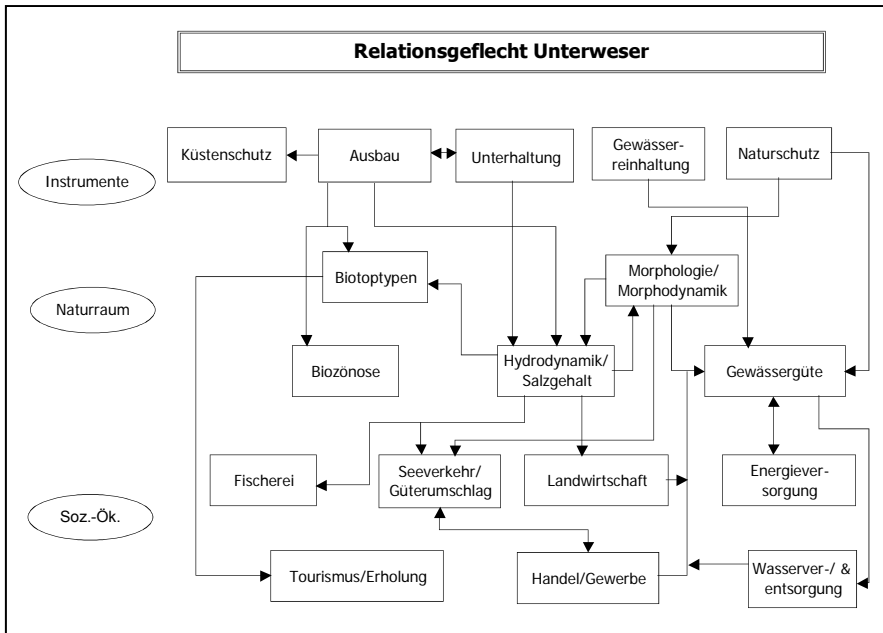 Relationsgeflecht Unterweser
Küstenschutz
Ausbau
Unterhaltung
Gewässer-
reinhaltung
Naturschutz
Instrumente
Biotoptypen
Morphologie/
Morphodynamik
Naturraum
Biozönose
Hydrodynamik/
Salzgehalt
Gewässergüte
Fischerei
Seeverkehr/
Güterumschlag
Landwirtschaft
Energiever-
sorgung
Soz.-Ök.
Tourismus/Erholung
Handel/Gewerbe
Wasserver-/ &
entsorgung